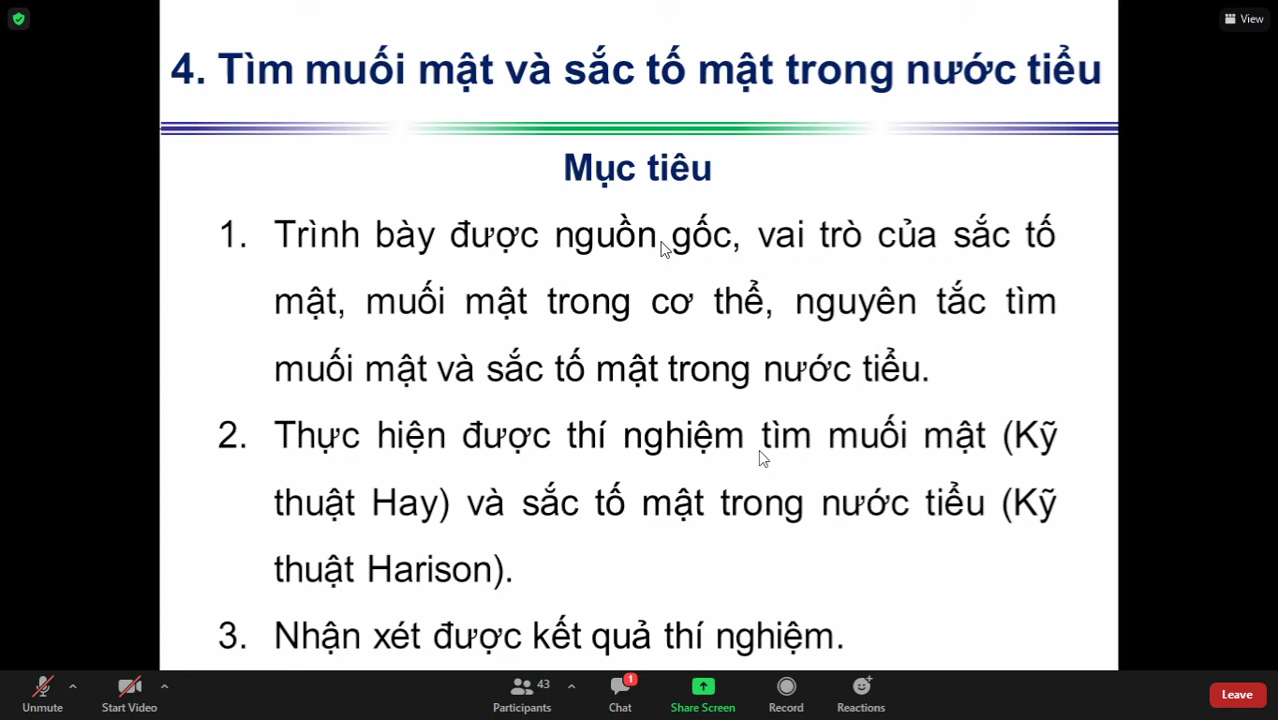 View
4. Tìm muối mật và sắc tố mật trong nước tiểu
Mục tiêu
1. Trình bày được nguồn gốc, vai trò của sắc tố
mật, muối mật trong cơ thể, nguyên tắc tìm
muối mật và sắc tố mật trong nước tiểu.
2. Thực hiện được thí nghiệm tìm muối mật (Kỹ
thuật Hay) và sắc tố mật trong nước tiểu (Kỹ
thuật Harison).
3. Nhận xét được kết quả thí nghiệm.
43 1
Unmute Start Video Participants Chat Share Screen Record Reactions Leave